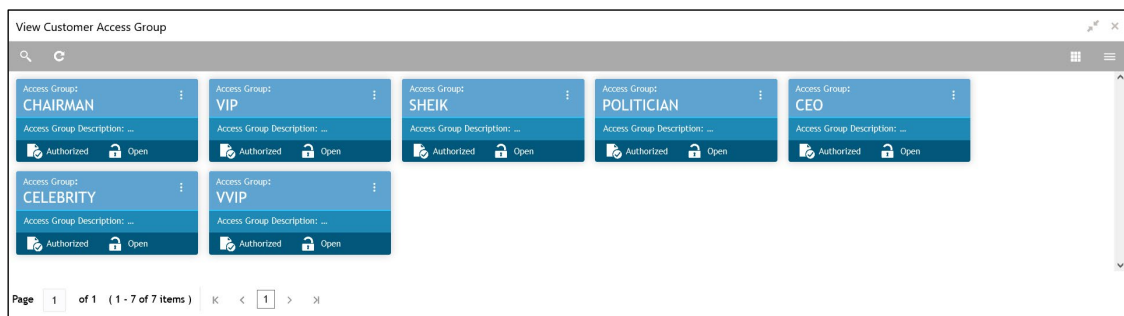 View Customer Access Group
Access Group:
CHAIRMAN
Access Group Description: ...
Authorized Open
Access Group:
VIP
Access Group Description: ...
Authorized Open
Access Group:
SHEIK
Access Group Description: ...
Authorized Open
Access Group:
POLITICIAN
Access Group Description: ...
Authorized Open
Access Group:
CEO
Access Group Description: ...
Authorized Open
Access Group:
CELEBRITY
Access Group Description: ...
Authorized Open
Access Group:
VVIP
Access Group Description: ...
Authorized Open
Page 1 of 1 ( 1 - 7 of 7 items ) 1